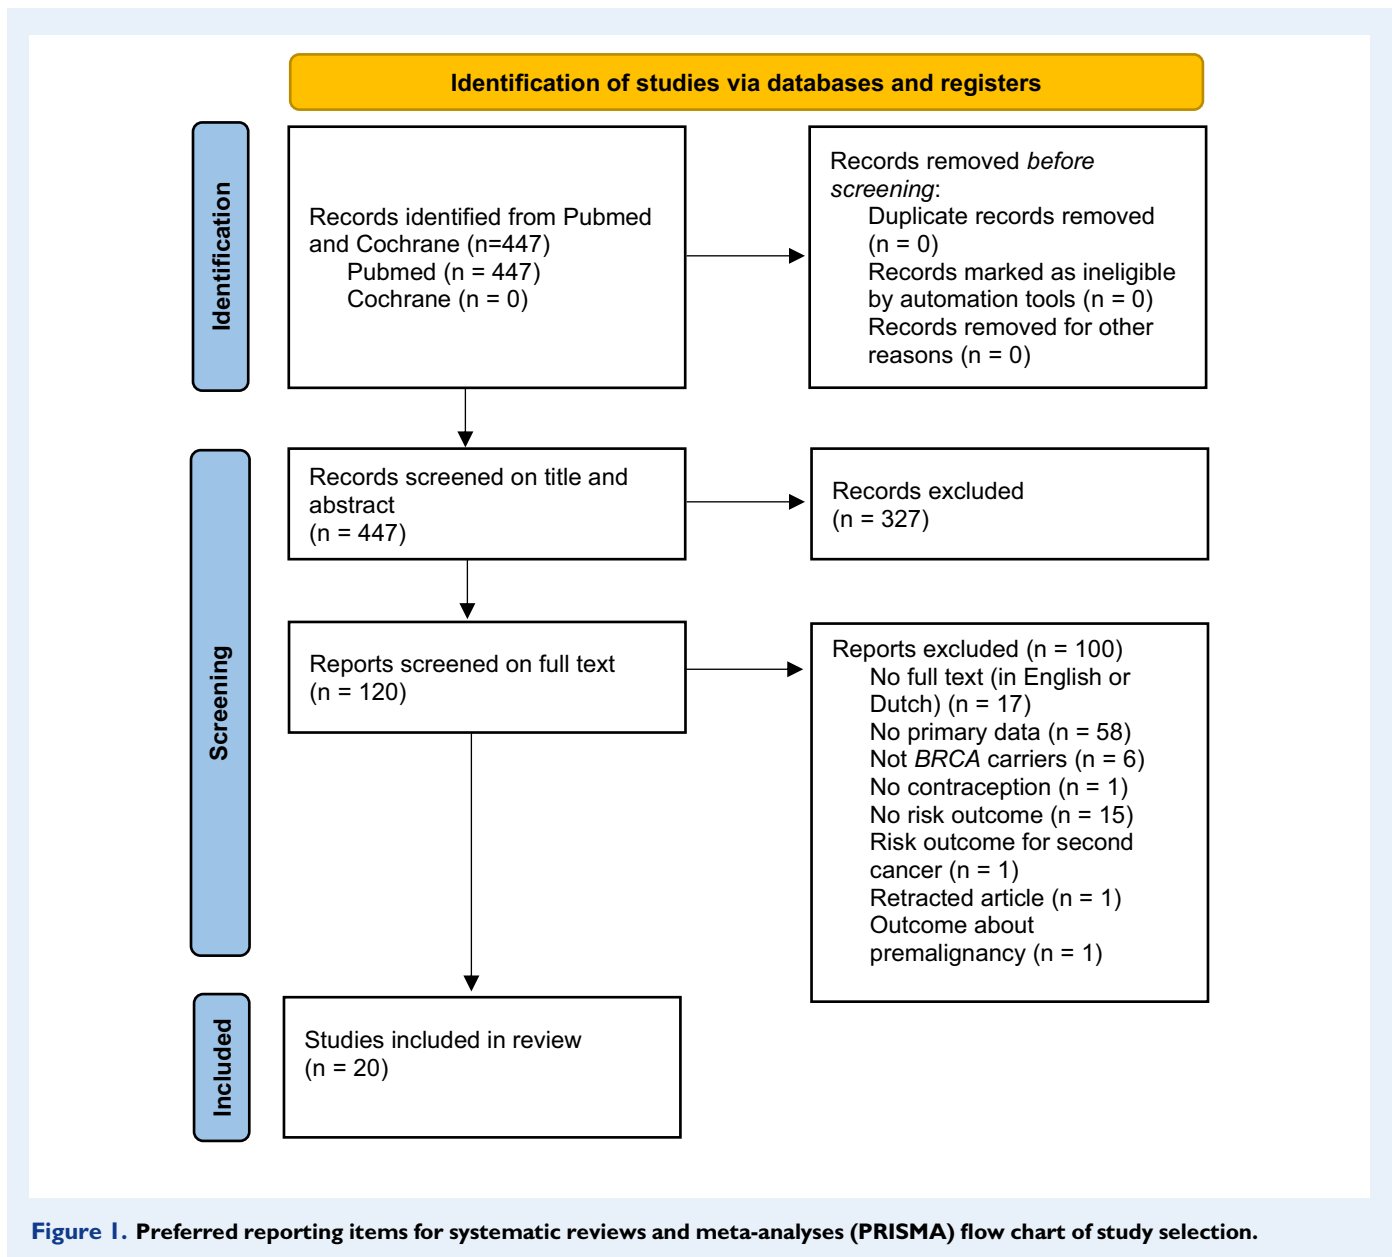 Identification of studies via databases and registers
Identification
Records identified from Pubmed
and Cochrane (n=447)
Pubmed (n = 447)
Cochrane (n = 0)
Records removed before
screening:
Duplicate records removed
(n = 0)
Records marked as ineligible
by automation tools (n = 0)
Records removed for other
reasons (n = 0)
Screening
Records screened on title and
abstract
(n = 447)
Records excluded
(n = 327)
Reports screened on full text
(n = 120)
Reports excluded (n = 100)
No full text (in English or
Dutch) (n = 17)
No primary data (n = 58)
Not BRCA carriers (n = 6)
No contraception (n = 1)
No risk outcome (n = 15)
Risk outcome for second
cancer (n = 1)
Retracted article (n = 1)
Outcome about
premalignancy (n = 1)
Included
Studies included in review
(n = 20)
Figure 1. Preferred reporting items for systematic reviews and meta-analyses (PRISMA) flow chart of study selection.